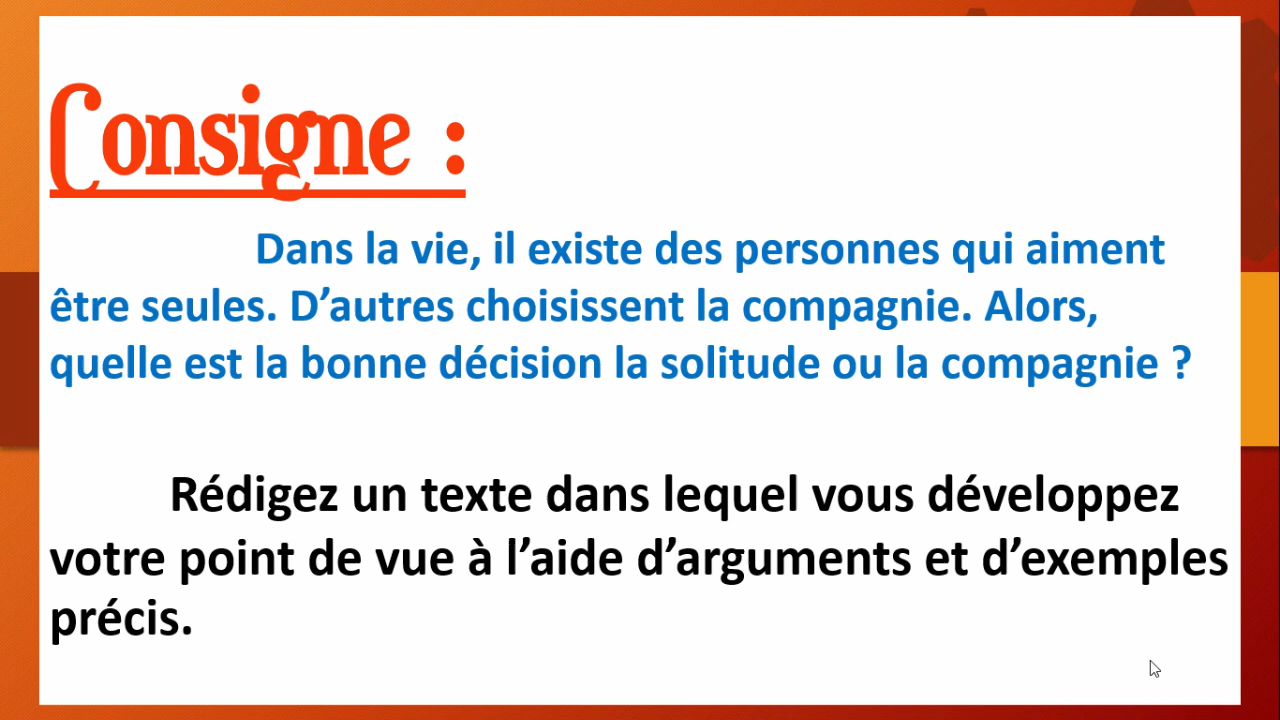 Consigne :
Dans la vie, il existe des personnes qui aiment
être seules. D’autres choisissent la compagnie. Alors,
quelle est la bonne décision la solitude ou la compagnie ?
Rédigez un texte dans lequel vous développez
votre point de vue à l’aide d’arguments et d’exemples
précis.